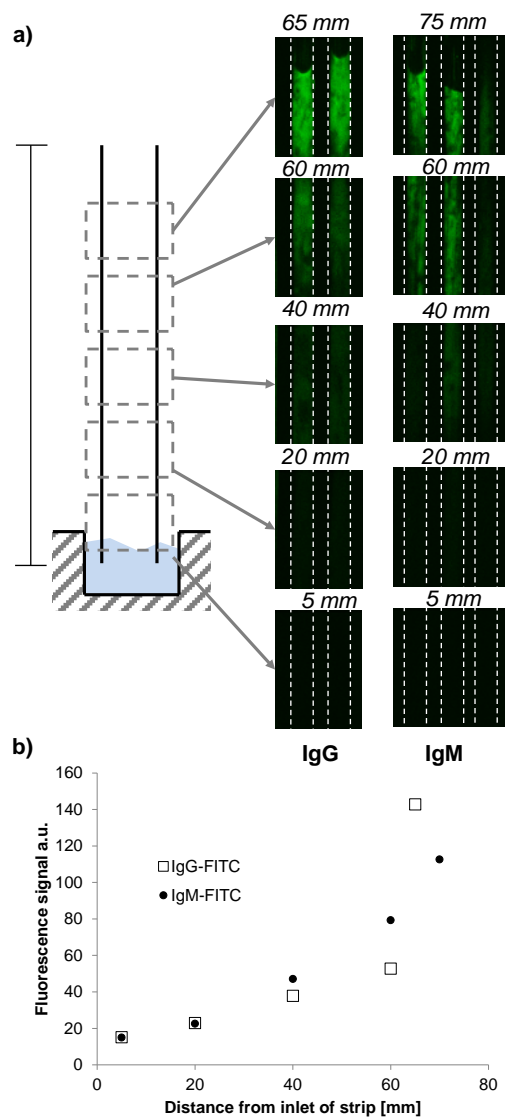 a)
65 mm 75 mm
60 mm 60 mm
40 mm 40 mm
20 mm 20 mm
5 mm 5 mm
IgG IgM
b)
160
140
120
100
80
60
40
20
0
Fluorescence signal a.u.
IgG-FITC
IgM-FITC
0 20 40 60 80
Distance from inlet of strip [mm]